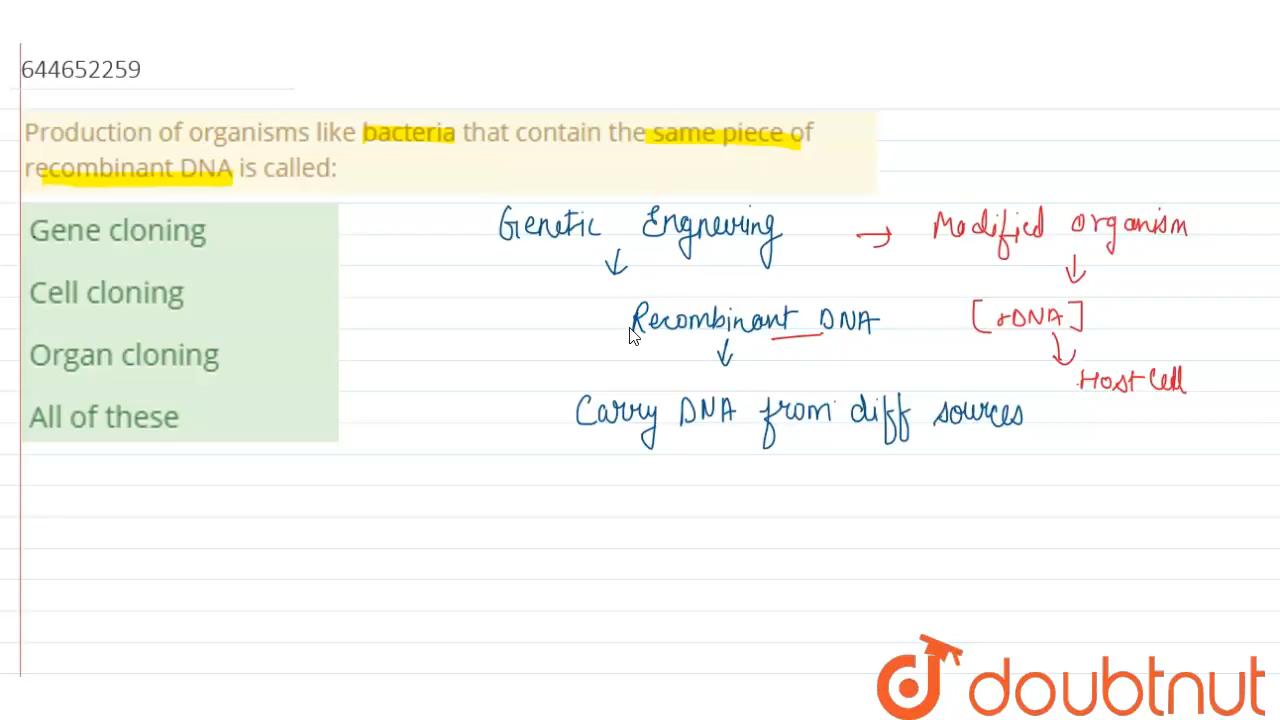 644652259
Production of organisms like bacteria that contain the same piece of
recombinant DNA is called:
Gene cloning
Cell cloning
Organ cloning
All of these
Genetic Engnevring → Modified organism
↓ ↓
Recombinant DNA [rDNA]
↓ ↓
Host Cell
Carry DNA from diff sources
doubtnut